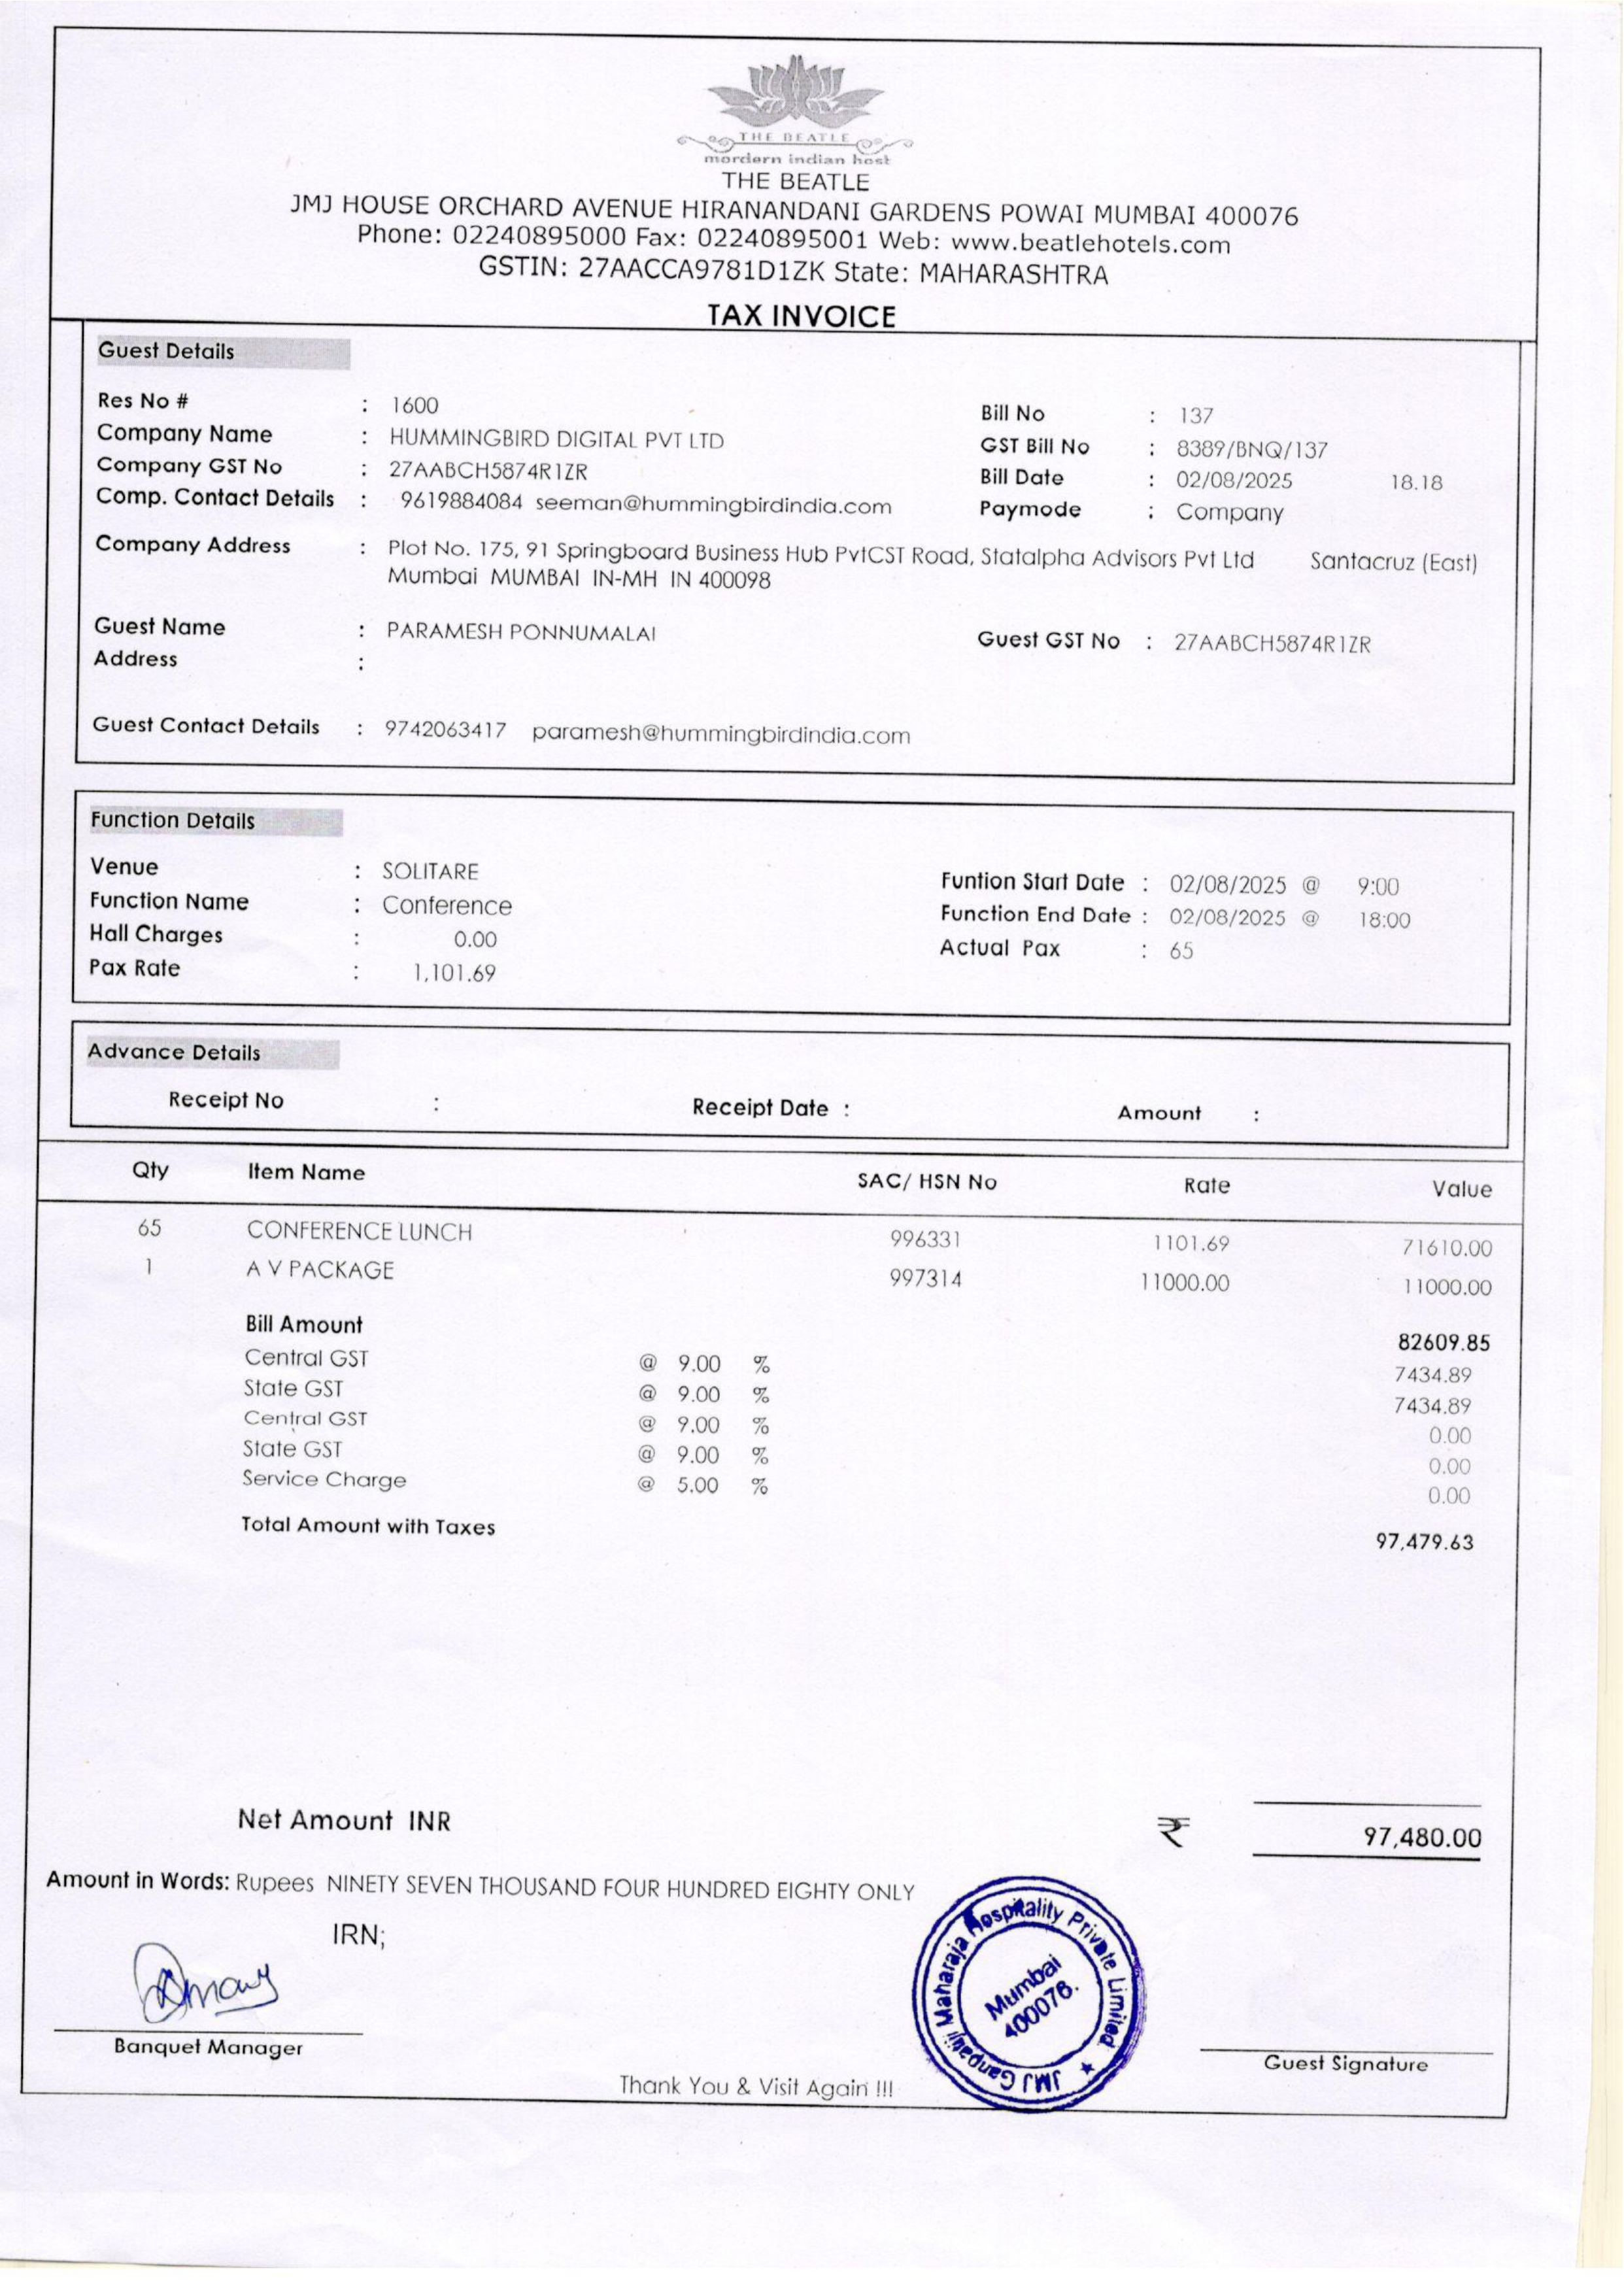 THE BEATLE
mordern indian host
THE BEATLE
JMJ HOUSE ORCHARD AVENUE HIRANANDANI GARDENS POWAI MUMBAI 400076
Phone: 02240895000 Fax: 02240895001 Web: www.beatlehotels.com
GSTIN: 27AACCA9781D1ZK State: MAHARASHTRA
TAX INVOICE
Guest Details
Res No # : 1600 Bill No : 137
Company Name : HUMMINGBIRD DIGITAL PVT LTD GST Bill No : 8389/BNQ/137
Company GST No : 27AABCH5874R1ZR Bill Date : 02/08/2025 18.18
Comp. Contact Details : 9619884084 seeman@hummingbirdindia.com Paymode : Company
Company Address : Plot No. 175, 91 Springboard Business Hub PvtCST Road, Statalpha Advisors Pvt Ltd Santacruz (East)
Mumbai MUMBAI IN-MH IN 400098
Guest Name : PARAMESH PONNUMALAI Guest GST No : 27AABCH5874R1ZR
Address :
Guest Contact Details : 9742063417 paramesh@hummingbirdindia.com
Function Details
Venue : SOLITARE Funtion Start Date : 02/08/2025 @ 9:00
Function Name : Conference Function End Date : 02/08/2025 @ 18:00
Hall Charges : 0.00 Actual Pax : 65
Pax Rate : 1,101.69
Advance Details
Receipt No : Receipt Date : Amount :
Qty Item Name SAC/ HSN No Rate Value
65 CONFERENCE LUNCH 996331 1101.69 71610.00
1 A V PACKAGE 997314 11000.00 11000.00
Bill Amount 82609.85
Central GST @ 9.00 % 7434.89
State GST @ 9.00 % 7434.89
Central GST @ 9.00 % 0.00
State GST @ 9.00 % 0.00
Service Charge @ 5.00 % 0.00
Total Amount with Taxes 97,479.63
Net Amount INR ₹ 97,480.00
Amount in Words: Rupees NINETY SEVEN THOUSAND FOUR HUNDRED EIGHTY ONLY
IRN;
JMJ Ganpatji Maharaja Hospitality Private Limited ★
Mumbai
400076.
Banquet Manager
Guest Signature
Thank You & Visit Again !!!